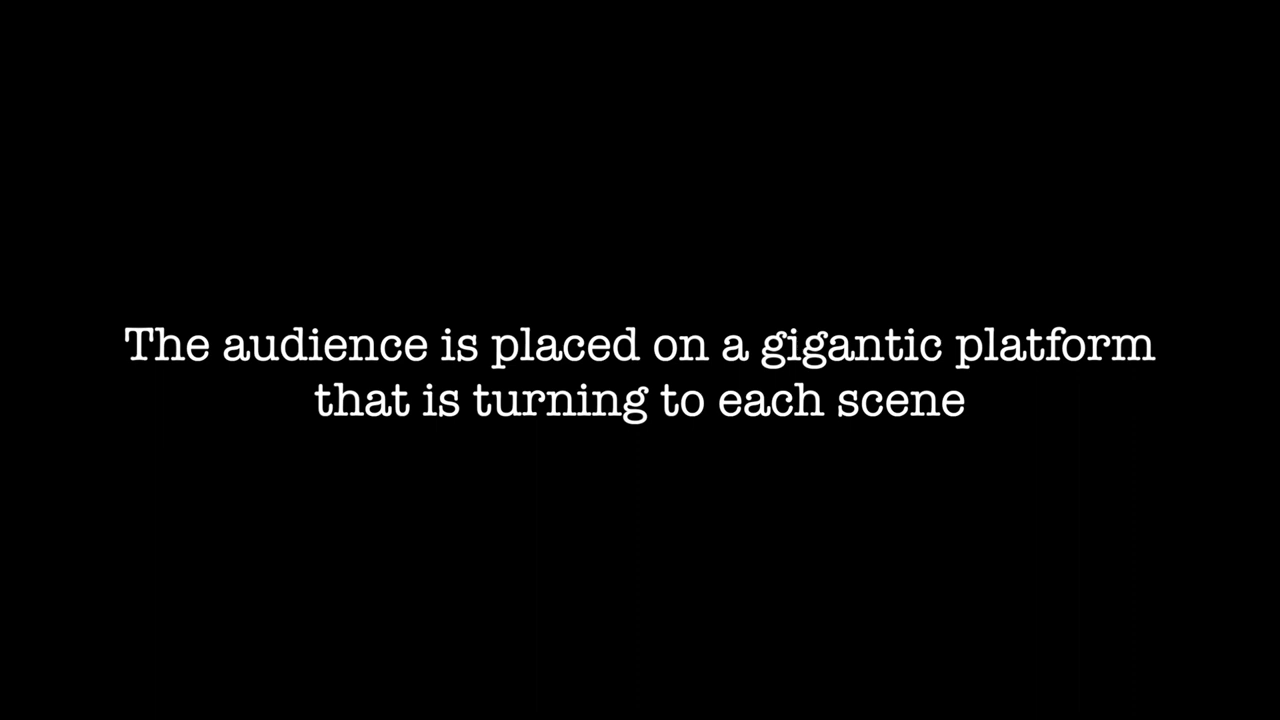 The audience is placed on a gigantic platform
that is turning to each scene